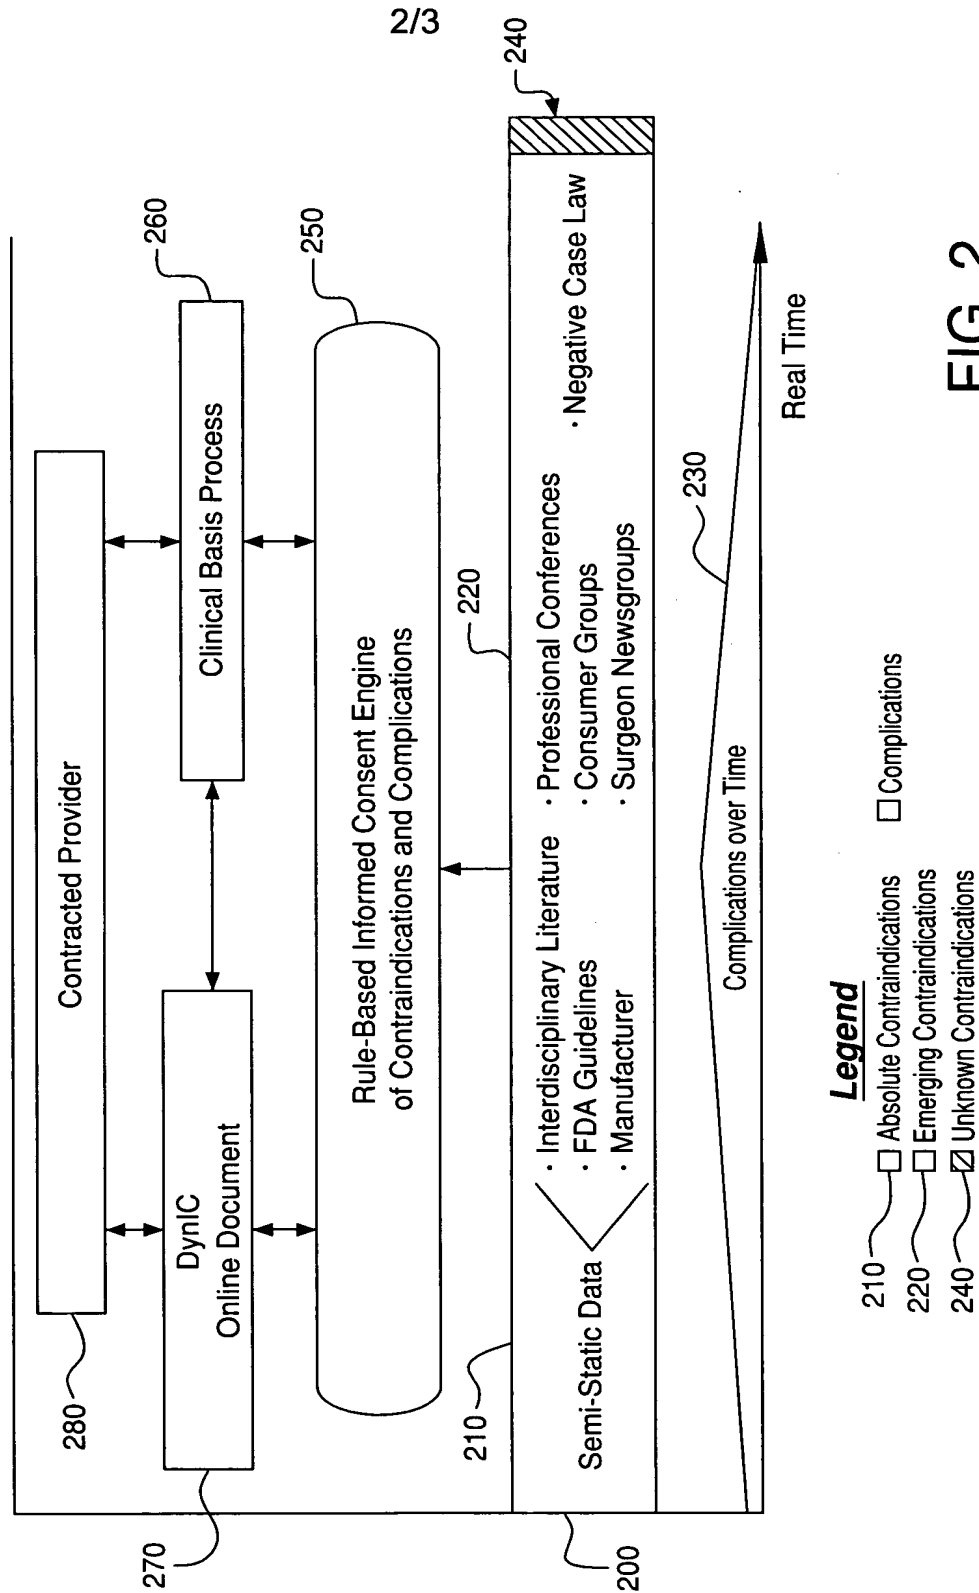 2/3
Contracted Provider
280
DynIC
Online Document
270
Clinical Basis Process
260
Rule-Based Informed Consent Engine
of Contraindications and Complications
250
210
220
240
Semi-Static Data
· Interdisciplinary Literature
· FDA Guidelines
· Manufacturer
· Professional Conferences
· Consumer Groups
· Surgeon Newsgroups
· Negative Case Law
200
Complications over Time
230
Real Time
Legend
210 Absolute Contraindications
Complications
220 Emerging Contraindications
240 Unknown Contraindications
FIG. 2